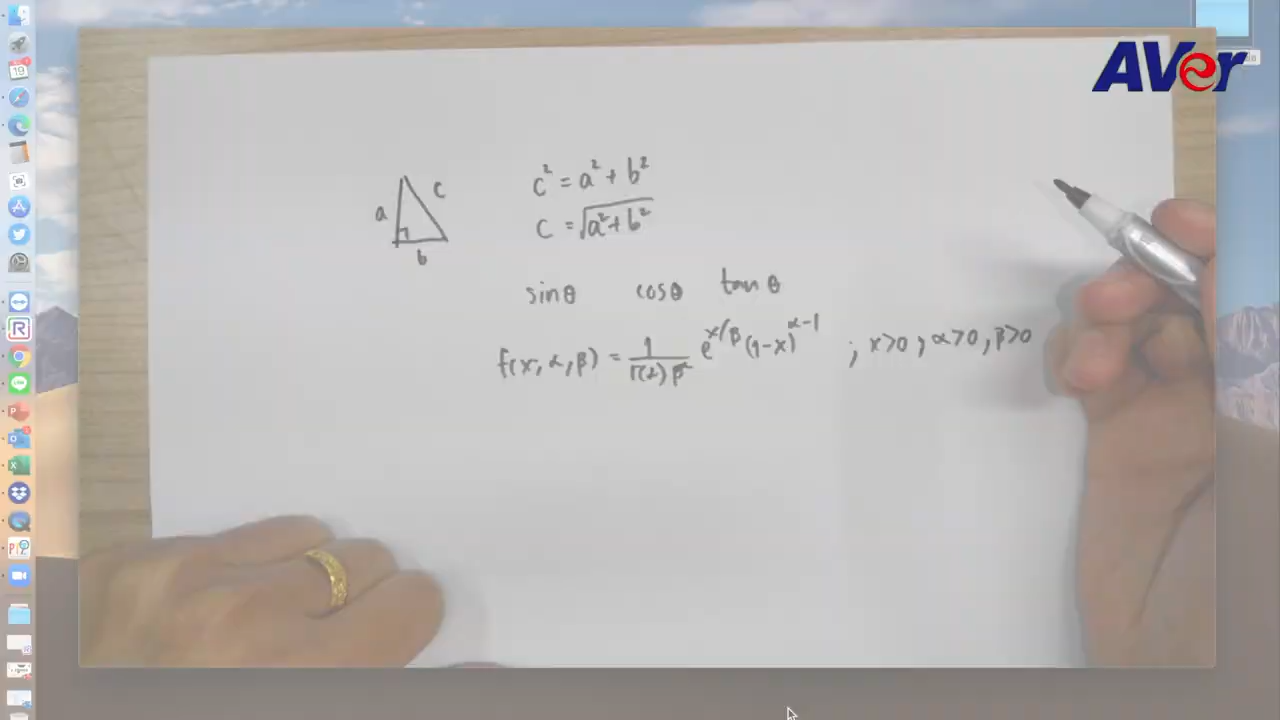 AVer
c² = a² + b²
a c
c = √(a² + b²)
b
sinθ cosθ tanθ
f(x, α, β) = 1/(Γ(α) β^α) e^(x/β) (1-x)^(α-1) ; x>0, α>0, β>0